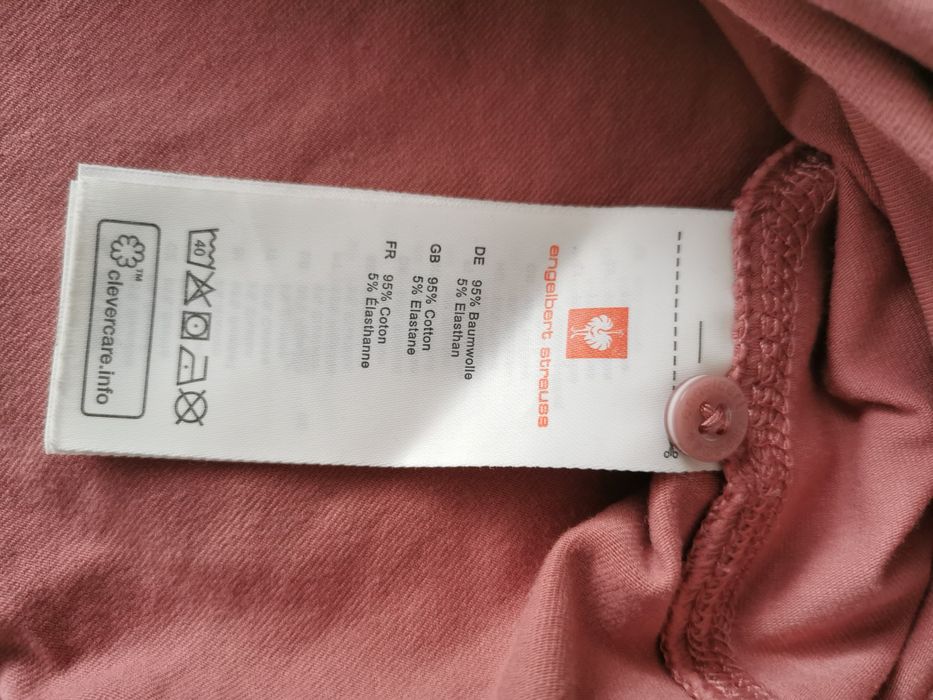 engelbert strauss
DE 95% Baumwolle
5% Elasthan
GB 95% Cotton
5% Elastane
FR 95% Coton
5% Élasthanne
40
clevercare.info™